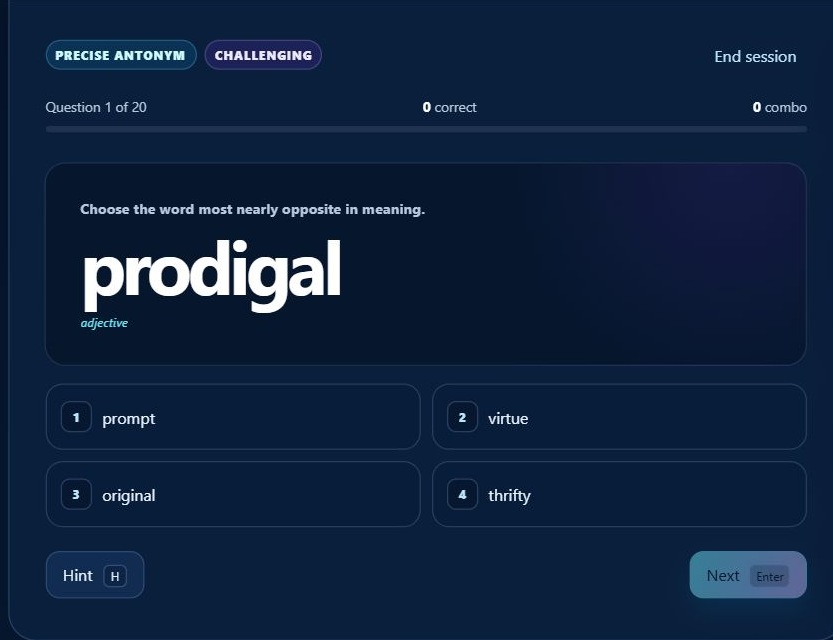 PRECISE ANTONYM CHALLENGING End session
Question 1 of 20 0 correct 0 combo
Choose the word most nearly opposite in meaning.
prodigal
adjective
1 prompt 2 virtue
3 original 4 thrifty
Hint H Next Enter